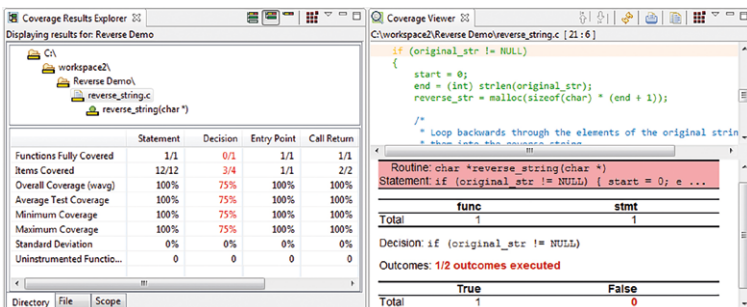 Coverage Results Explorer
Displaying results for: Reverse Demo
C:\
workspace2\
Reverse Demo\
reverse_string.c
reverse_string(char *)
Statement Decision Entry Point Call Return
Functions Fully Covered 1/1 0/1 1/1 1/1
Items Covered 12/12 3/4 1/1 2/2
Overall Coverage (wavg) 100% 75% 100% 100%
Average Test Coverage 100% 75% 100% 100%
Minimum Coverage 100% 75% 100% 100%
Maximum Coverage 100% 75% 100% 100%
Standard Deviation 0% 0% 0% 0%
Uninstrumented Functio... 0 0 0 0
Directory File Scope
Coverage Viewer
C:\workspace2\Reverse Demo\reverse_string.c [ 21 : 6 ]
if (original_str != NULL)
{
start = 0;
end = (int) strlen(original_str);
reverse_str = malloc(sizeof(char) * (end + 1));
/*
* Loop backwards through the elements of the original strin
* them into the reverse string
Routine: char *reverse_string(char *)
Statement: if (original_str != NULL) { start = 0; e ...
func stmt
Total 1 1
Decision: if (original_str != NULL)
Outcomes: 1/2 outcomes executed
True False
Total 1 0